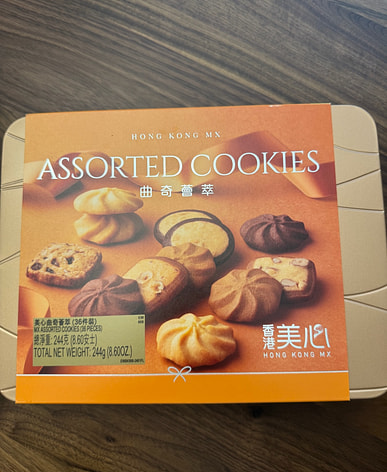 HONG KONG MX
ASSORTED COOKIES
曲奇薈萃
美心曲奇薈萃 (36件裝)
MX ASSORTED COOKIES (36 PIECES)
總淨重: 244克 (8.60安士)
TOTAL NET WEIGHT: 244g (8.60OZ.)
香港美心
HONG KONG MX